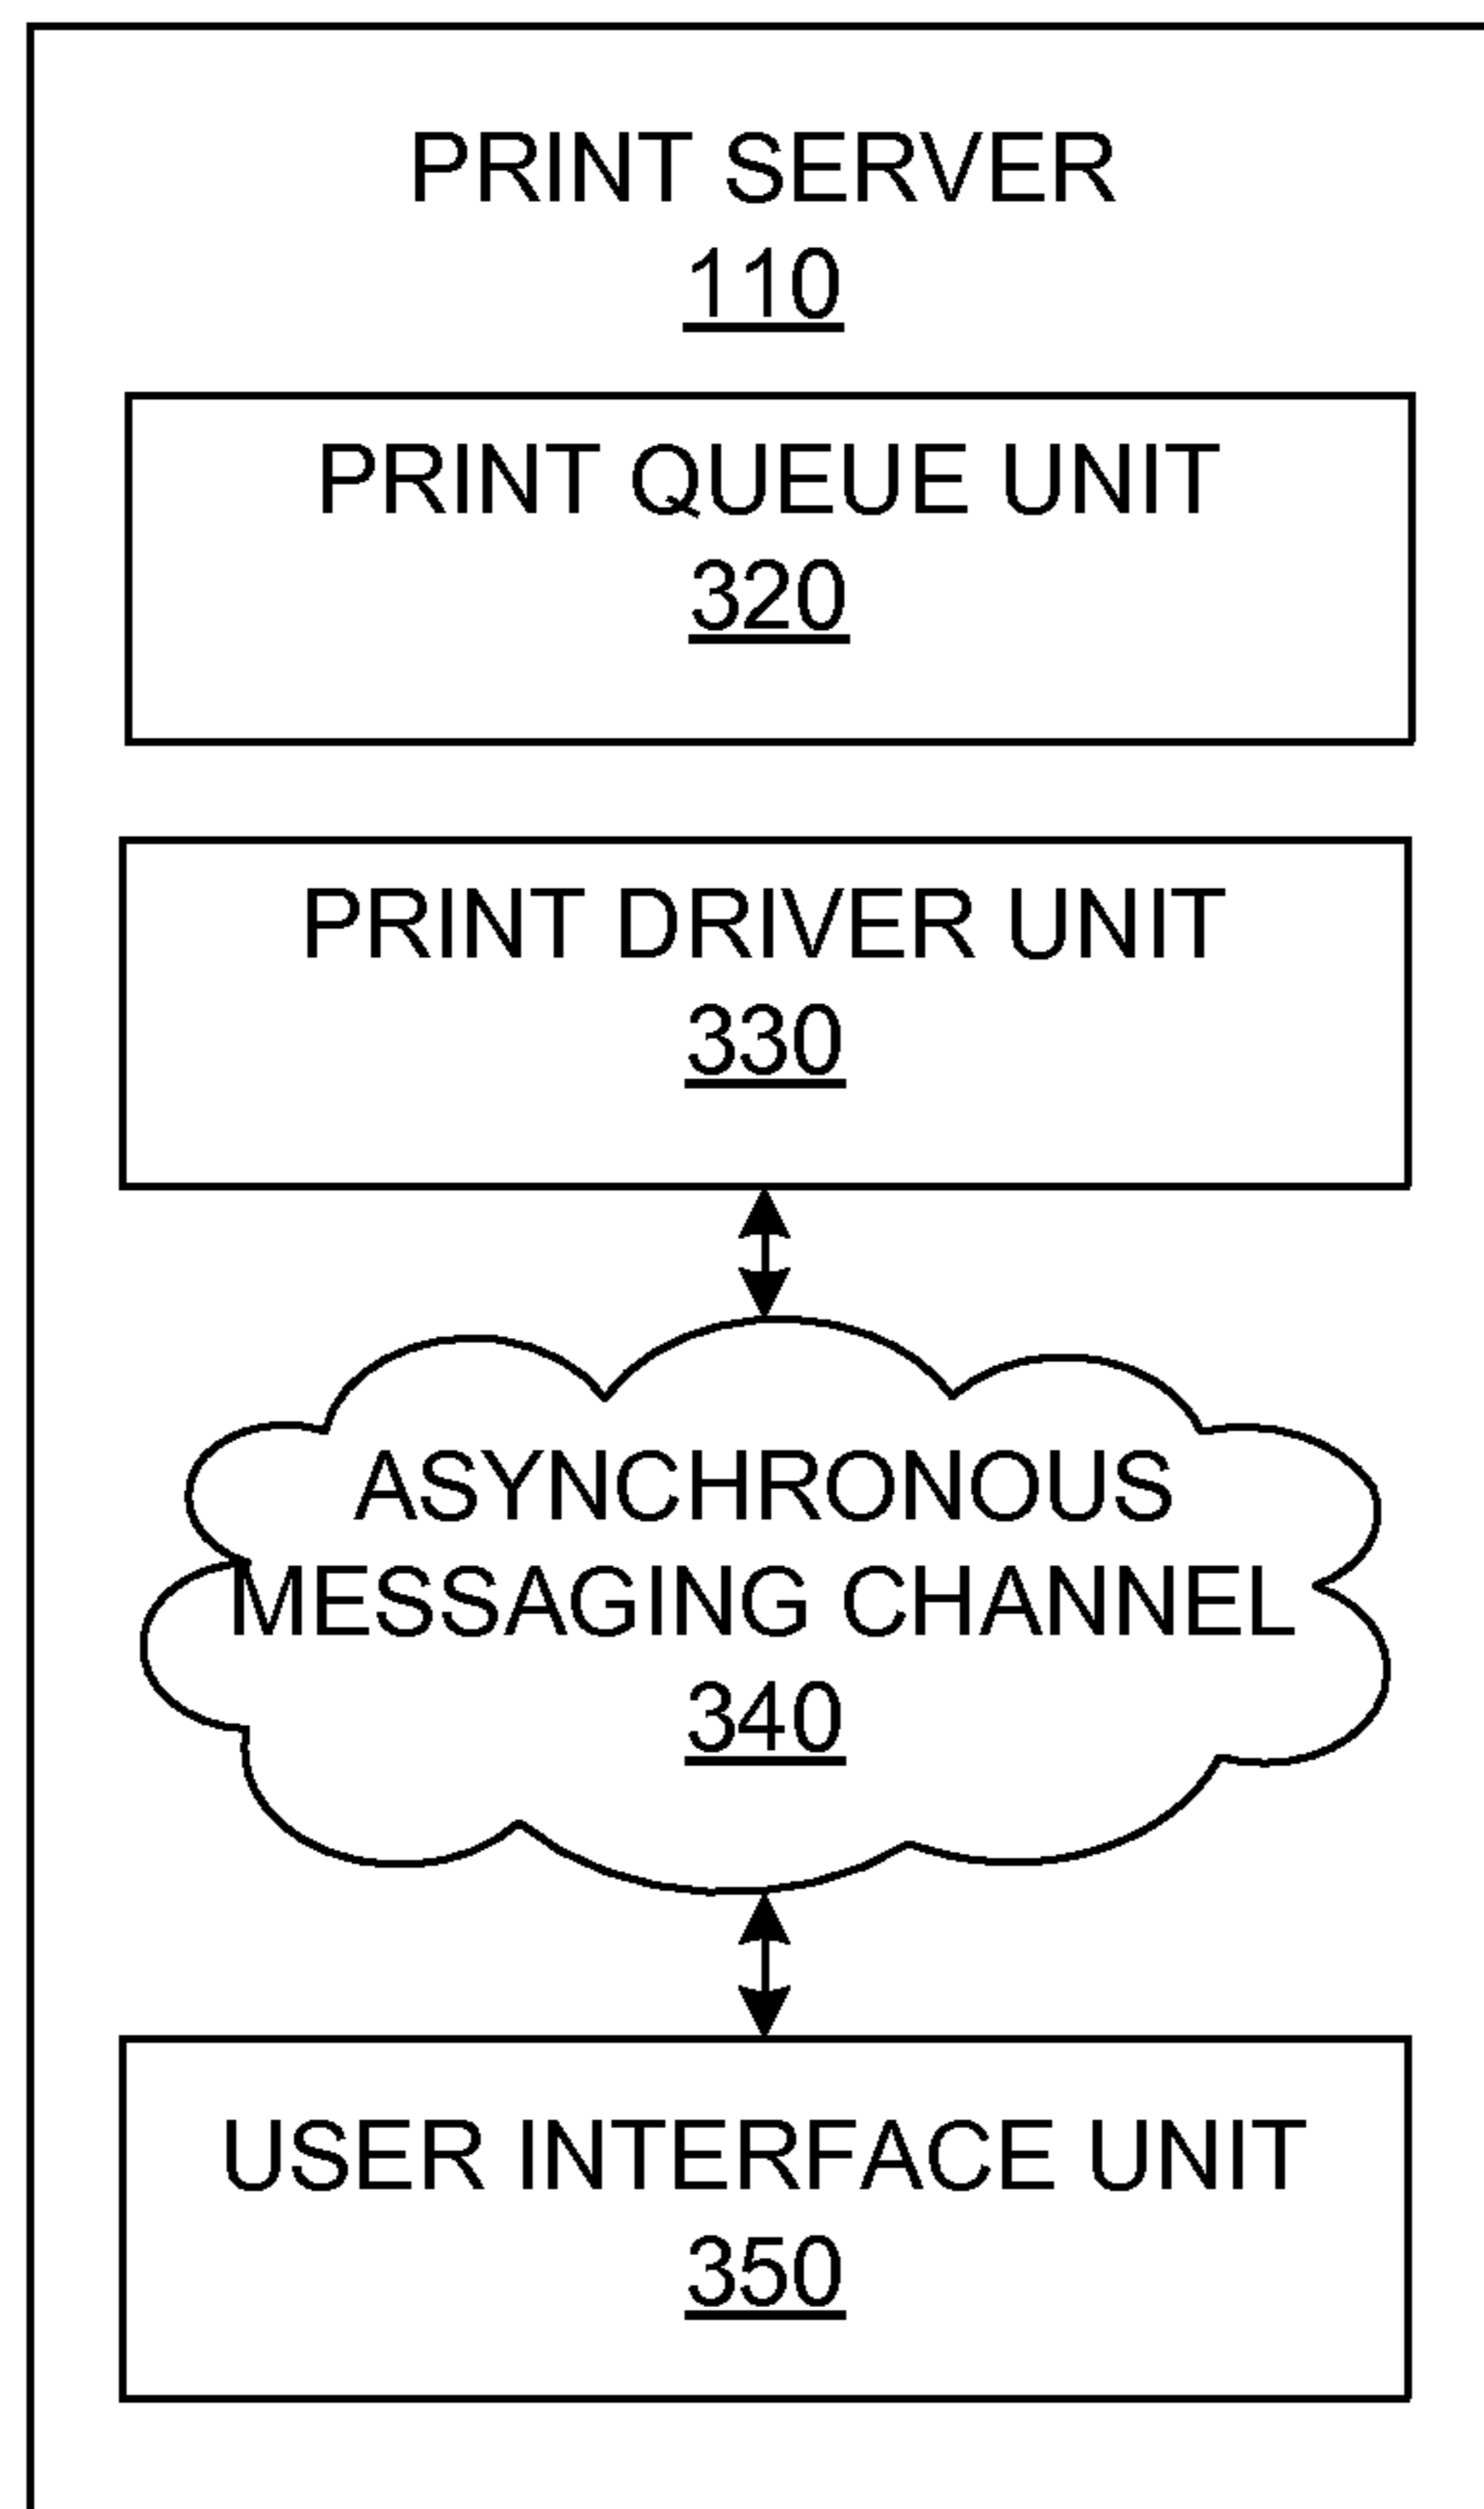 PRINT SERVER
110
PRINT QUEUE UNIT
320
PRINT DRIVER UNIT
330
ASYNCHRONOUS
MESSAGING CHANNEL
340
USER INTERFACE UNIT
350